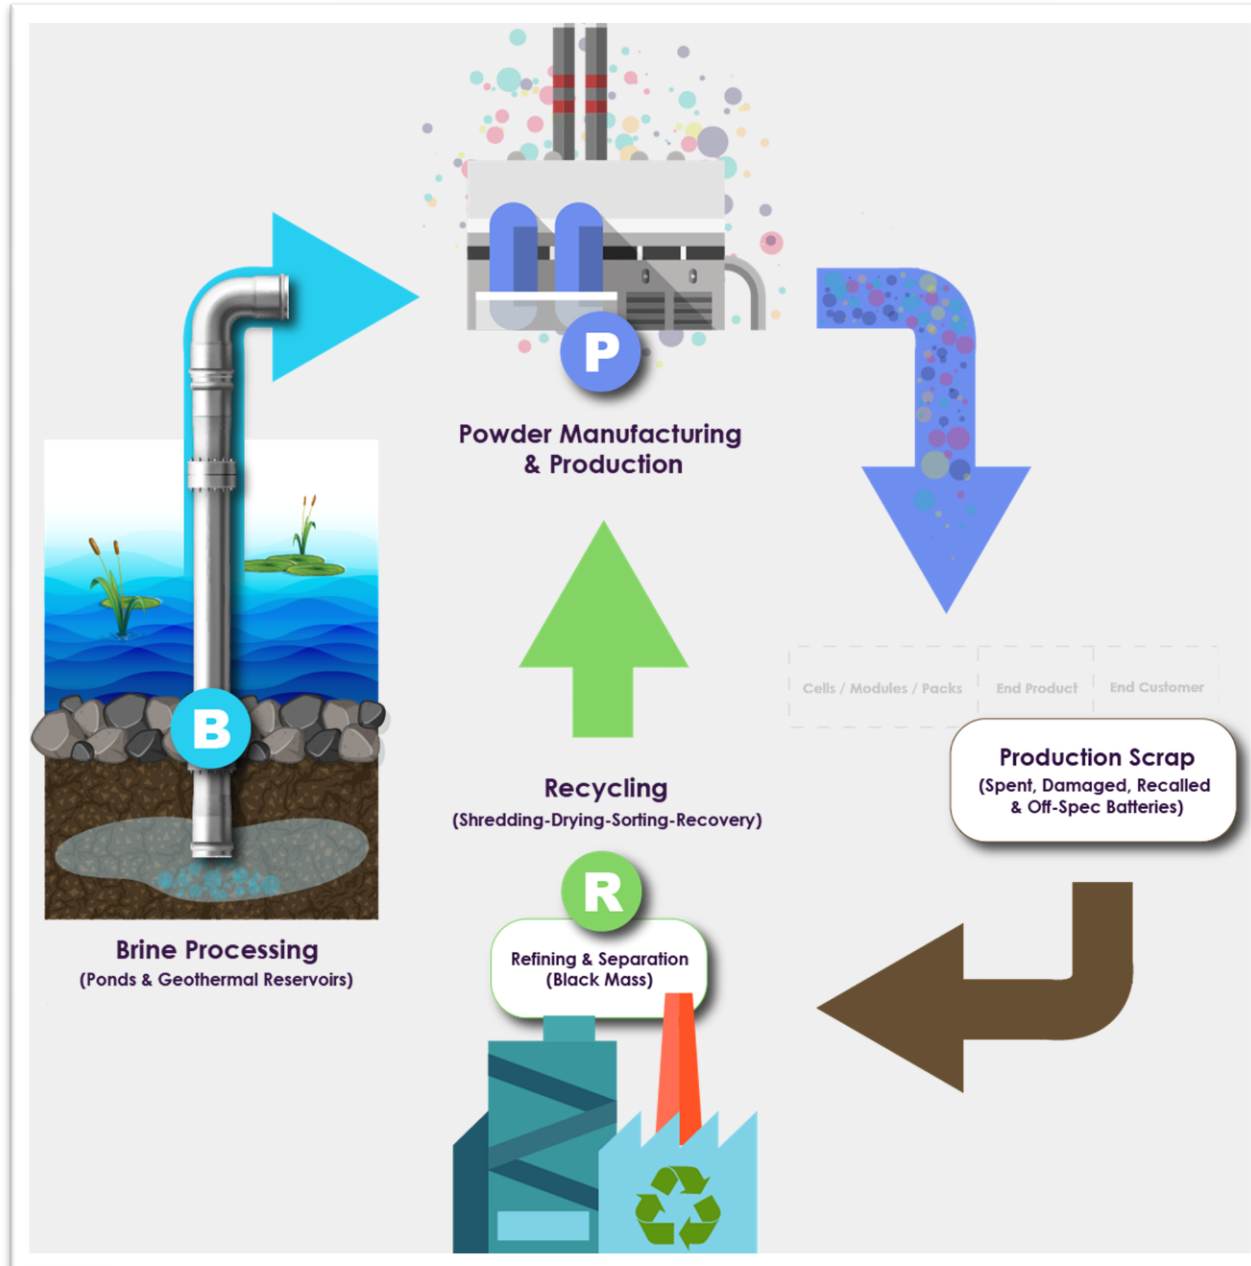 P
Powder Manufacturing
& Production
B
Brine Processing
(Ponds & Geothermal Reservoirs)
Recycling
(Shredding-Drying-Sorting-Recovery)
R
Refining & Separation
(Black Mass)
Cells / Modules / Packs
End Product
End Customer
Production Scrap
(Spent, Damaged, Recalled
& Off-Spec Batteries)